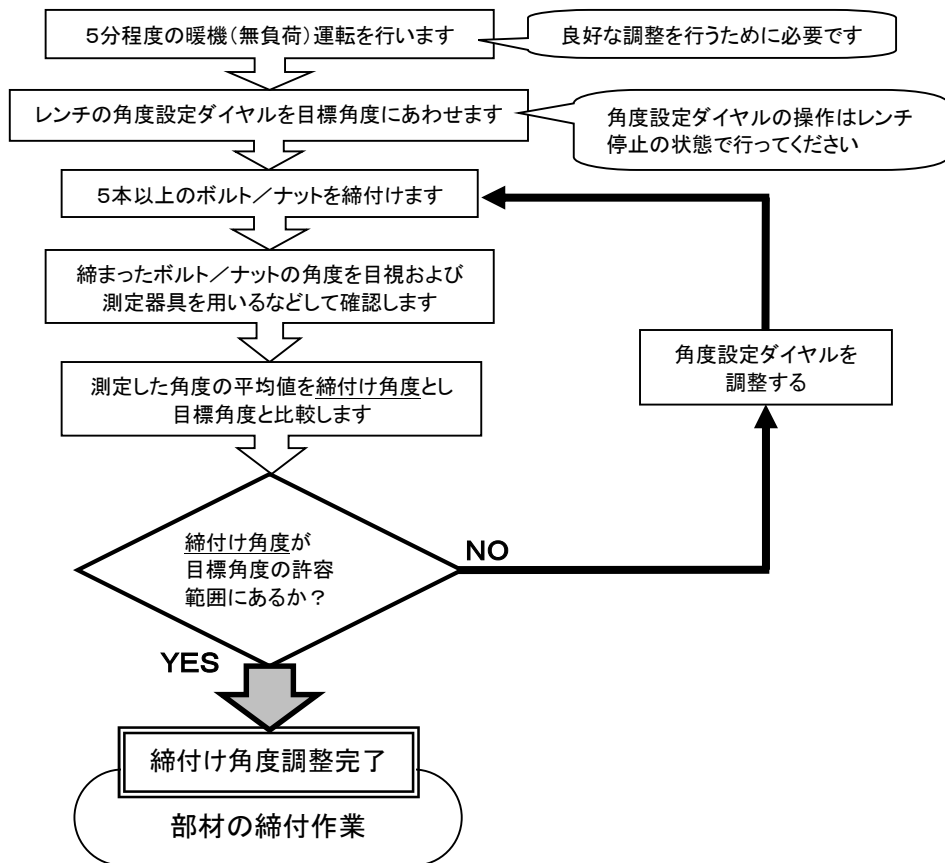 5分程度の暖機(無負荷)運転を行います
良好な調整を行うために必要です
レンチの角度設定ダイヤルを目標角度にあわせます
角度設定ダイヤルの操作はレンチ
停止の状態で行ってください
5本以上のボルト/ナットを締付けます
締まったボルト/ナットの角度を目視および
測定器具を用いるなどして確認します
測定した角度の平均値を締付け角度とし
目標角度と比較します
角度設定ダイヤルを
調整する
締付け角度が
目標角度の許容
範囲にあるか?
NO
YES
締付け角度調整完了
部材の締付作業